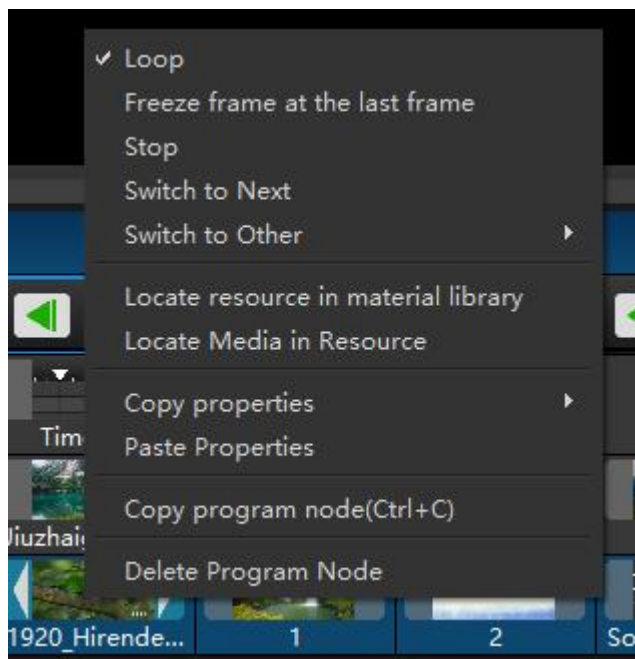 Loop
Freeze frame at the last frame
Stop
Switch to Next
Switch to Other
Locate resource in material library
Locate Media in Resource
Copy properties
Tim
Paste Properties
Copy program node(Ctrl+C)
Jiuzhaig
Delete Program Node
1920_Hirende...
1
2
So